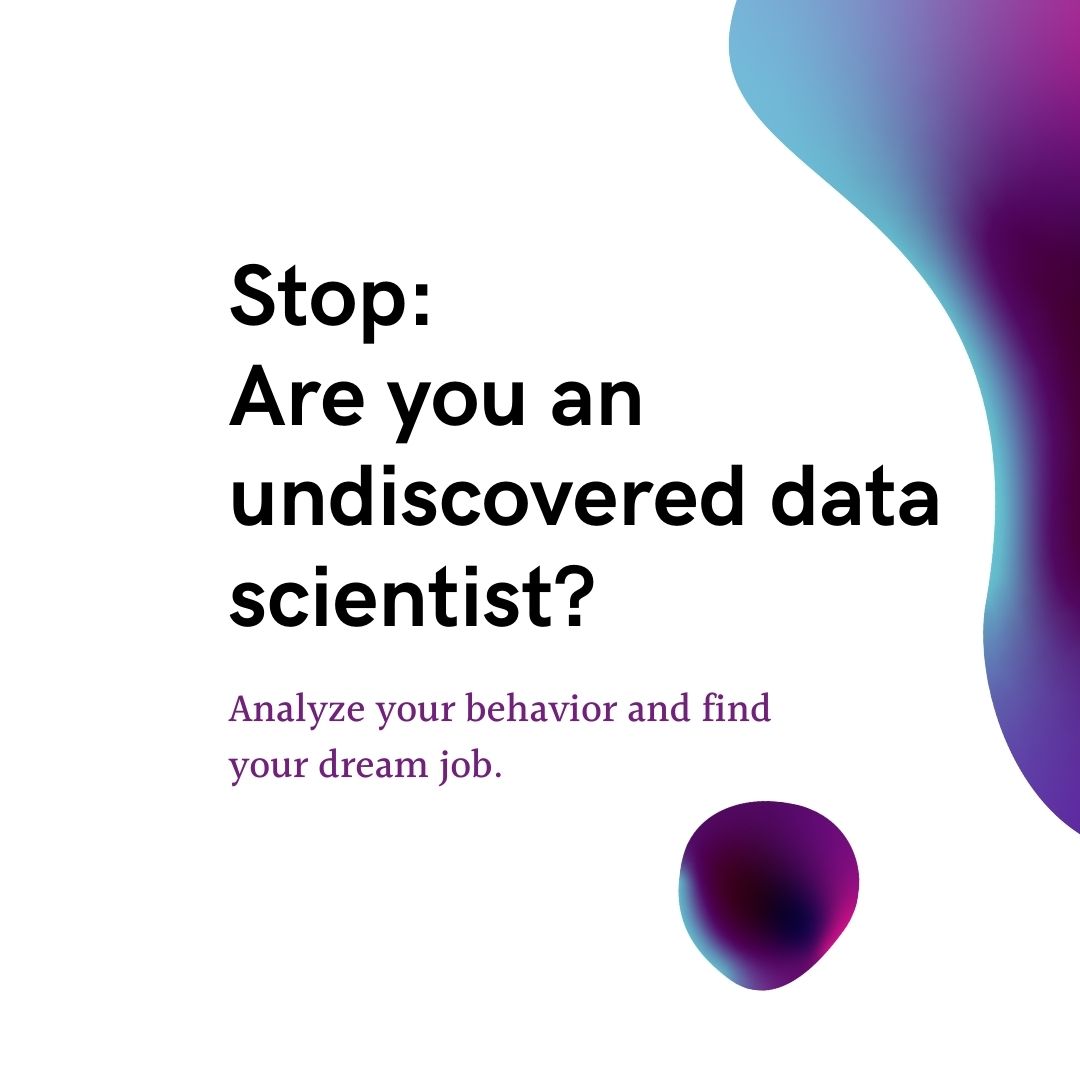 Stop:
Are you an
undiscovered data
scientist?
Analyze your behavior and find
your dream job.